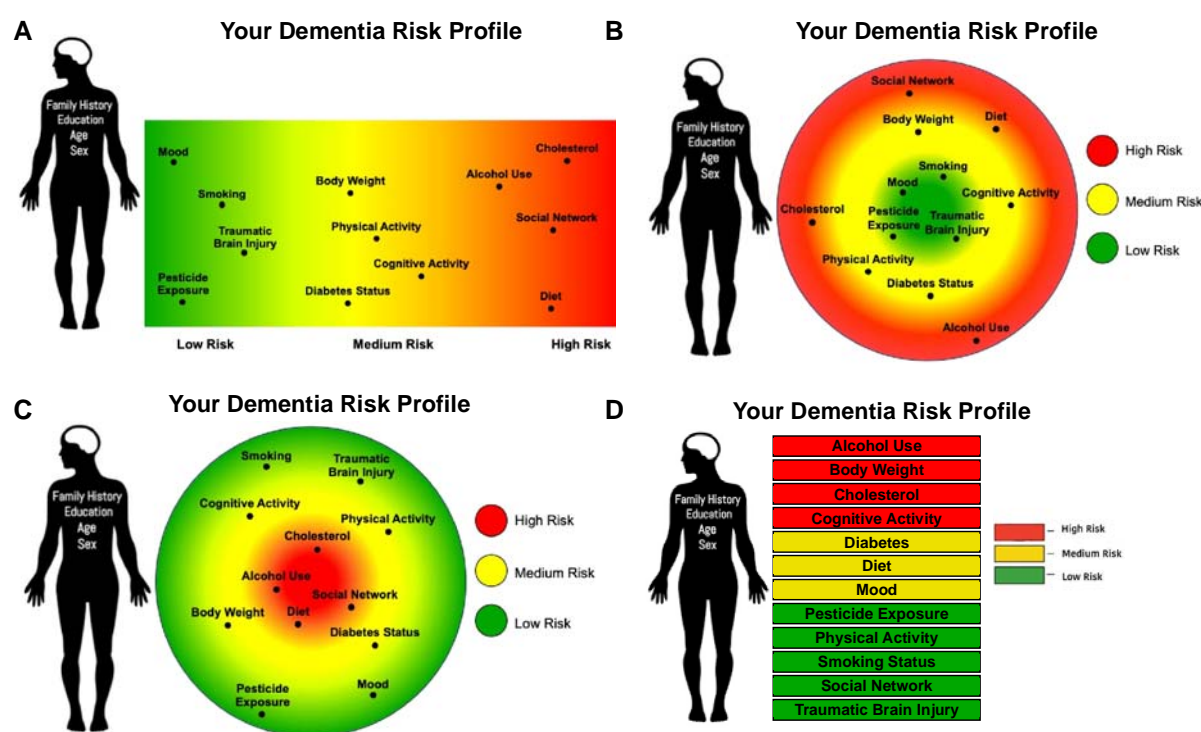 A
Your Dementia Risk Profile
Family History
Education
Age
Sex
Mood
Smoking
Traumatic
Brain Injury
Pesticide
Exposure
Body Weight
Physical Activity
Cognitive Activity
Diabetes Status
Cholesterol
Alcohol Use
Social Network
Diet
Low Risk
Medium Risk
High Risk
B
Your Dementia Risk Profile
Family History
Education
Age
Sex
Social Network
Body Weight
Diet
Smoking
Mood
Cognitive Activity
Cholesterol
Pesticide
Exposure
Traumatic
Brain Injury
Physical Activity
Diabetes Status
Alcohol Use
High Risk
Medium Risk
Low Risk
C
Your Dementia Risk Profile
Family History
Education
Age
Sex
Smoking
Traumatic
Brain Injury
Cognitive Activity
Physical Activity
Cholesterol
Alcohol Use
Social Network
Body Weight
Diet
Diabetes Status
Pesticide
Exposure
Mood
High Risk
Medium Risk
Low Risk
D
Your Dementia Risk Profile
Family History
Education
Age
Sex
Alcohol Use
Body Weight
Cholesterol
Cognitive Activity
Diabetes
Diet
Mood
Pesticide Exposure
Physical Activity
Smoking Status
Social Network
Traumatic Brain Injury
High Risk
Medium Risk
Low Risk